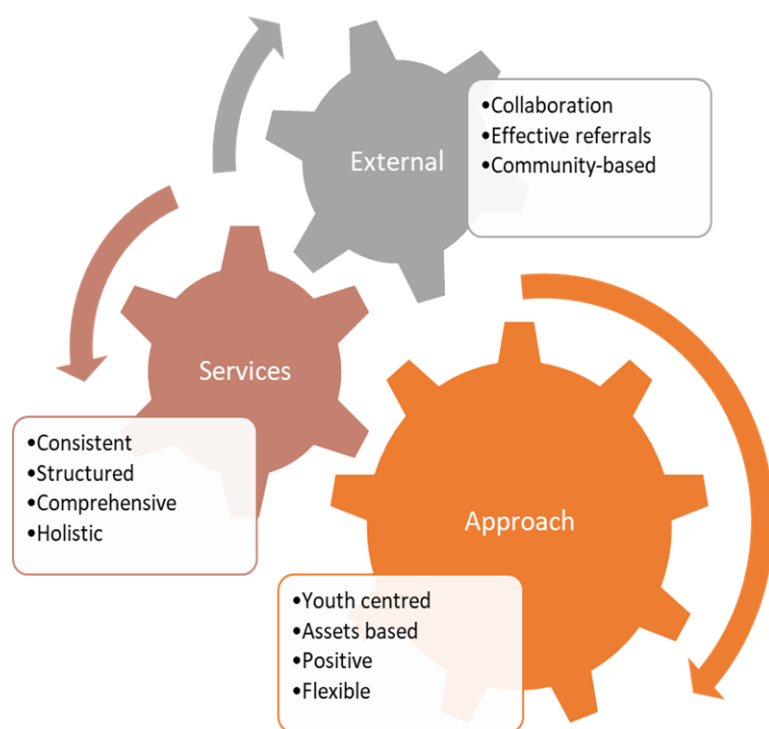 External
•Collaboration
•Effective referrals
•Community-based
Services
•Consistent
•Structured
•Comprehensive
•Holistic
Approach
•Youth centred
•Assets based
•Positive
•Flexible